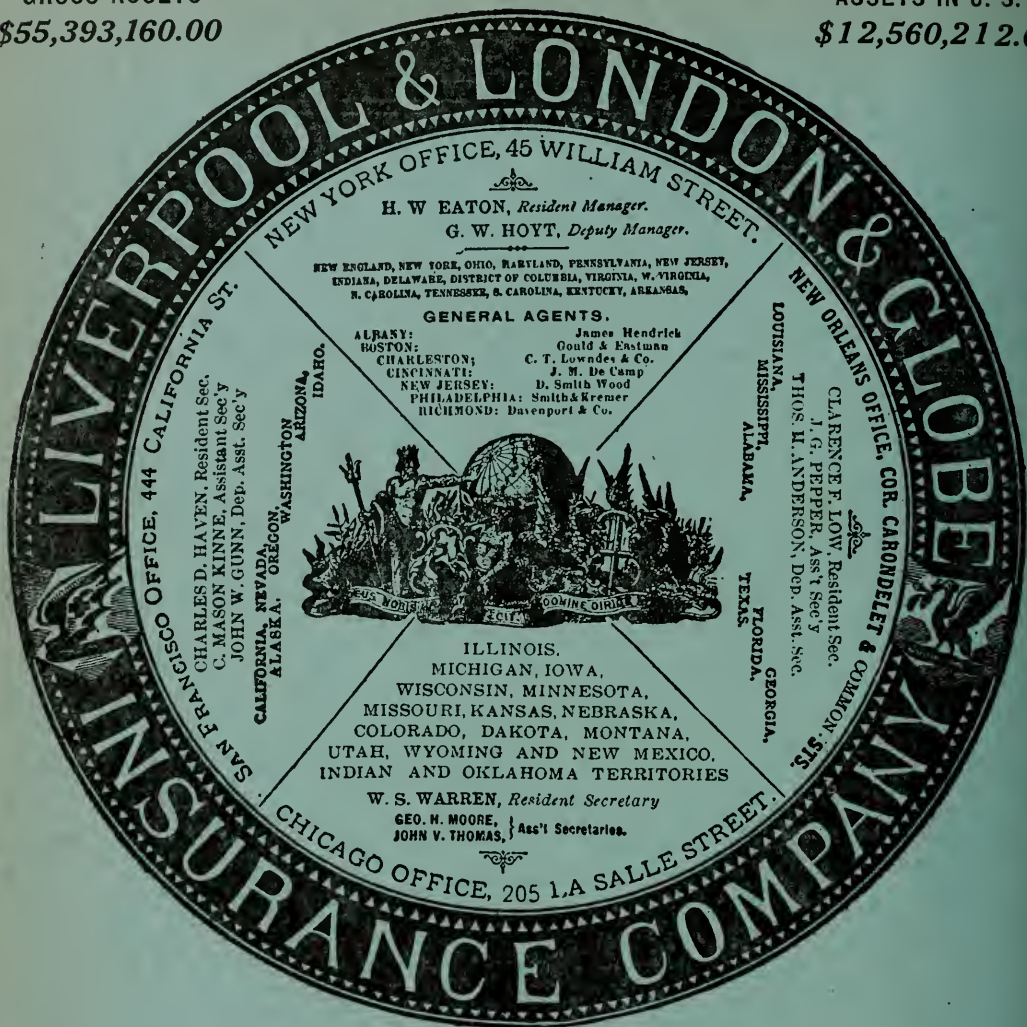 $55,393,160.00
$12,560,212.
LIVERPOOL & LONDON & GLOBE
INSURANCE COMPANY
NEW YORK OFFICE, 45 WILLIAM STREET.
H. W EATON, Resident Manager.
G. W. HOYT, Deputy Manager.
NEW ENGLAND, NEW YORK, OHIO, MARYLAND, PENNSYLVANIA, NEW JERSEY,
INDIANA, DELAWARE, DISTRICT OF COLUMBIA, VIRGINIA, W. VIRGINIA,
N. CAROLINA, TENNESSEE, S. CAROLINA, KENTUCKY, ARKANSAS,
GENERAL AGENTS.
ALBANY: James Hendrick
BOSTON: Gould & Eastman
CHARLESTON; C. T. Lowndes & Co.
CINCINNATI: J. M. De Camp
NEW JERSEY: D. Smith Wood
PHILADELPHIA: Smith & Kremer
RICHMOND: Davenport & Co.
SAN FRANCISCO OFFICE, 444 CALIFORNIA ST.
CHARLES D. HAVEN, Resident Sec.
C. MASON KINNE, Assistant Sec'y
JOHN W. GUNN, Dep. Asst. Sec'y
CALIFORNIA, NEVADA,
ALASKA. OREGON,
WASHINGTON
ARIZONA,
IDAHO.
NEW ORLEANS OFFICE, COR. CARONDELET & COMMON STS.
CLARENCE F. LOW, Resident Sec.
J. G. PEPPER, Ass't Sec'y
THOS. H. ANDERSON, Dep. Asst. Sec.
LOUISIANA,
MISSISSIPPI,
ALABAMA,
TEXAS,
FLORIDA,
GEORGIA,
DOMINE DIRIGE
ILLINOIS.
MICHIGAN, IOWA,
WISCONSIN, MINNESOTA,
MISSOURI, KANSAS, NEBRASKA,
COLORADO, DAKOTA, MONTANA,
UTAH, WYOMING AND NEW MEXICO,
INDIAN AND OKLAHOMA TERRITORIES
W. S. WARREN, Resident Secretary
GEO. H. MOORE,
JOHN V. THOMAS, } Ass't Secretaries.
CHICAGO OFFICE, 205 LA SALLE STREET.